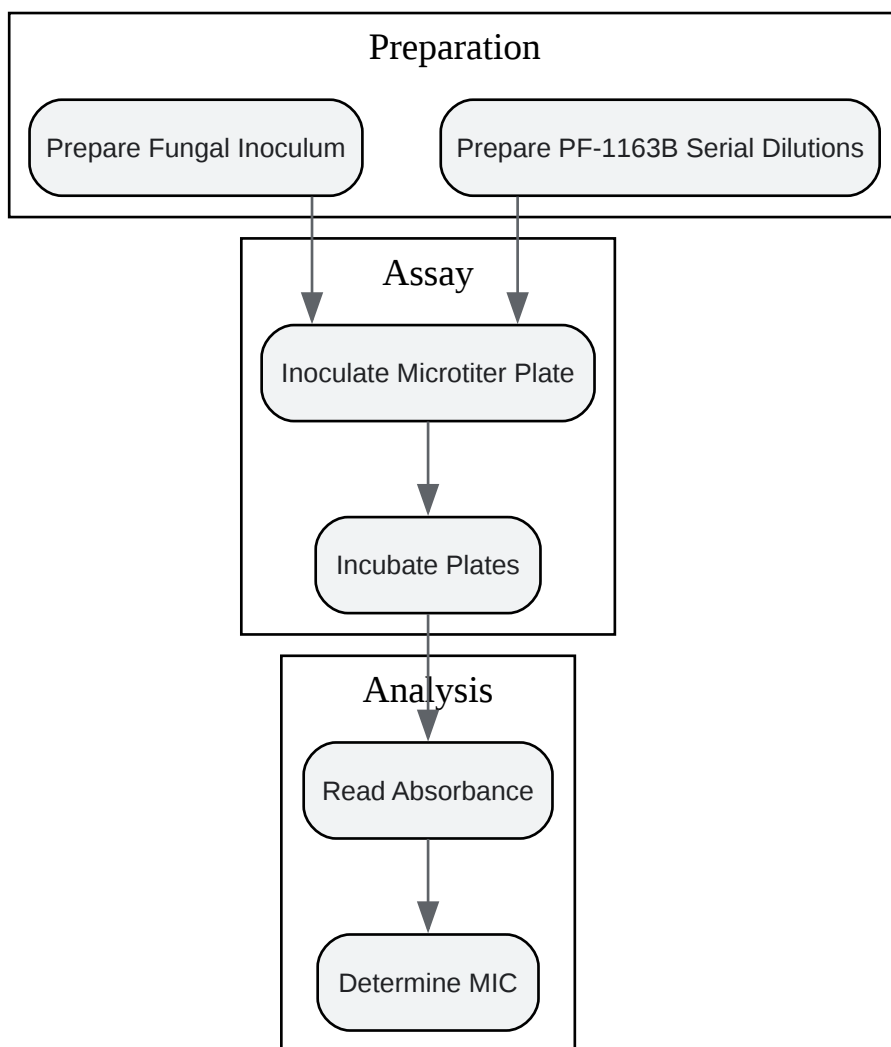 Preparation
Prepare Fungal Inoculum
Prepare PF-1163B Serial Dilutions
Assay
Inoculate Microtiter Plate
Incubate Plates
Analysis
Read Absorbance
Determine MIC